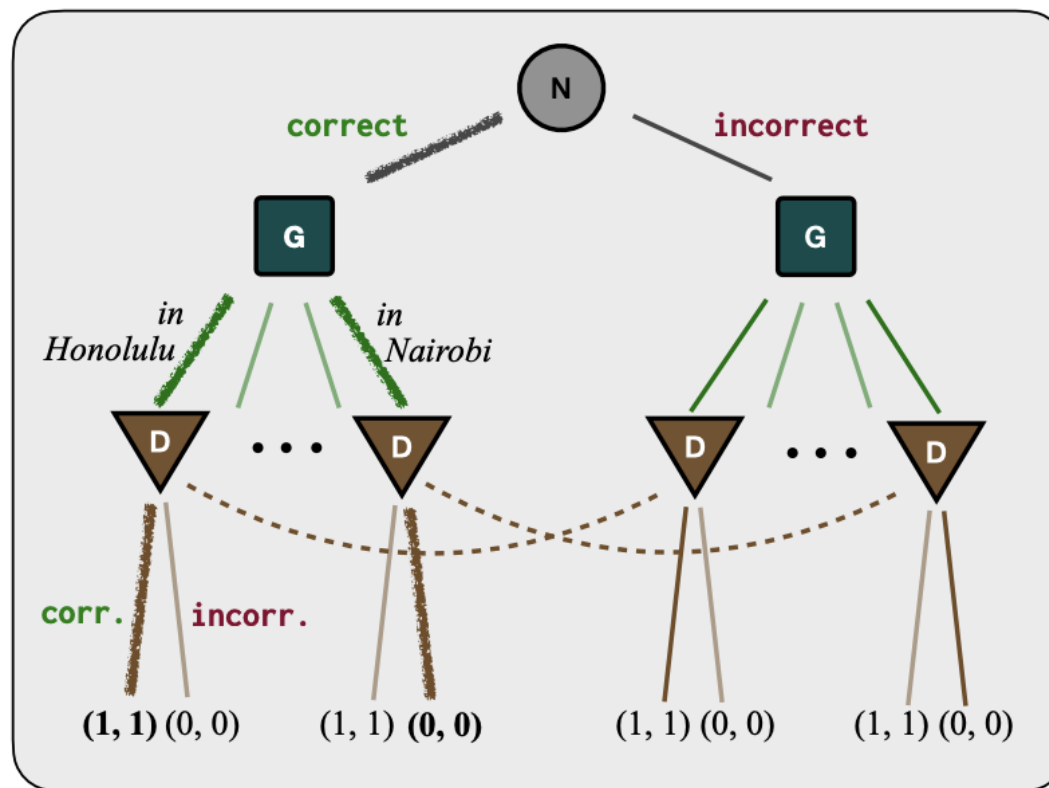 N
correct
incorrect
G
G
in
Honolulu
in
Nairobi
D
D
D
D
corr.
incorr.
(1, 1) (0, 0)
(1, 1) (0, 0)
(1, 1) (0, 0)
(1, 1) (0, 0)